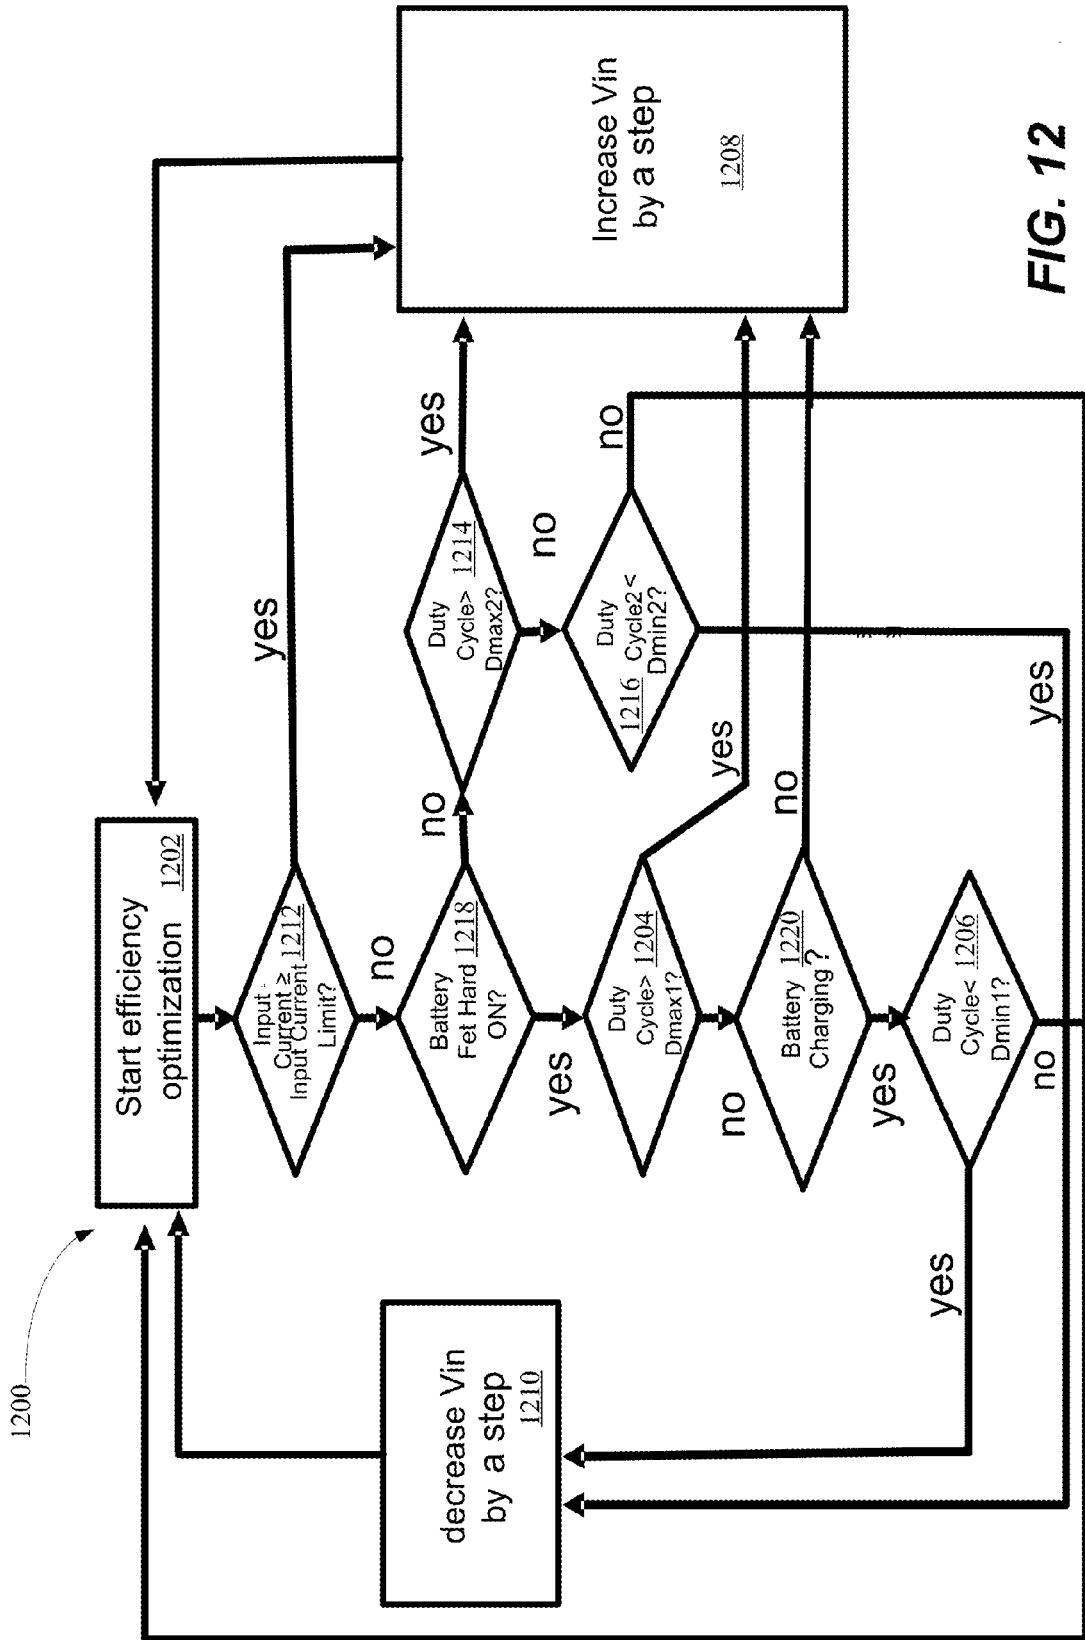 1200
Start efficiency
optimization 1202
Input
Current ≥
Input Current 1212
Limit?
yes
no
Battery
Fet Hard 1218
ON?
no
yes
Duty
Cycle> 1214
Dmax2?
yes
no
Duty
1216 Cycle2<
Dmin2?
no
yes
Duty
Cycle> 1204
Dmax1?
yes
no
Battery 1220
Charging?
no
yes
Duty
Cycle< 1206
Dmin1?
yes
no
decrease Vin
by a step
1210
Increase Vin
by a step
1208
FIG. 12